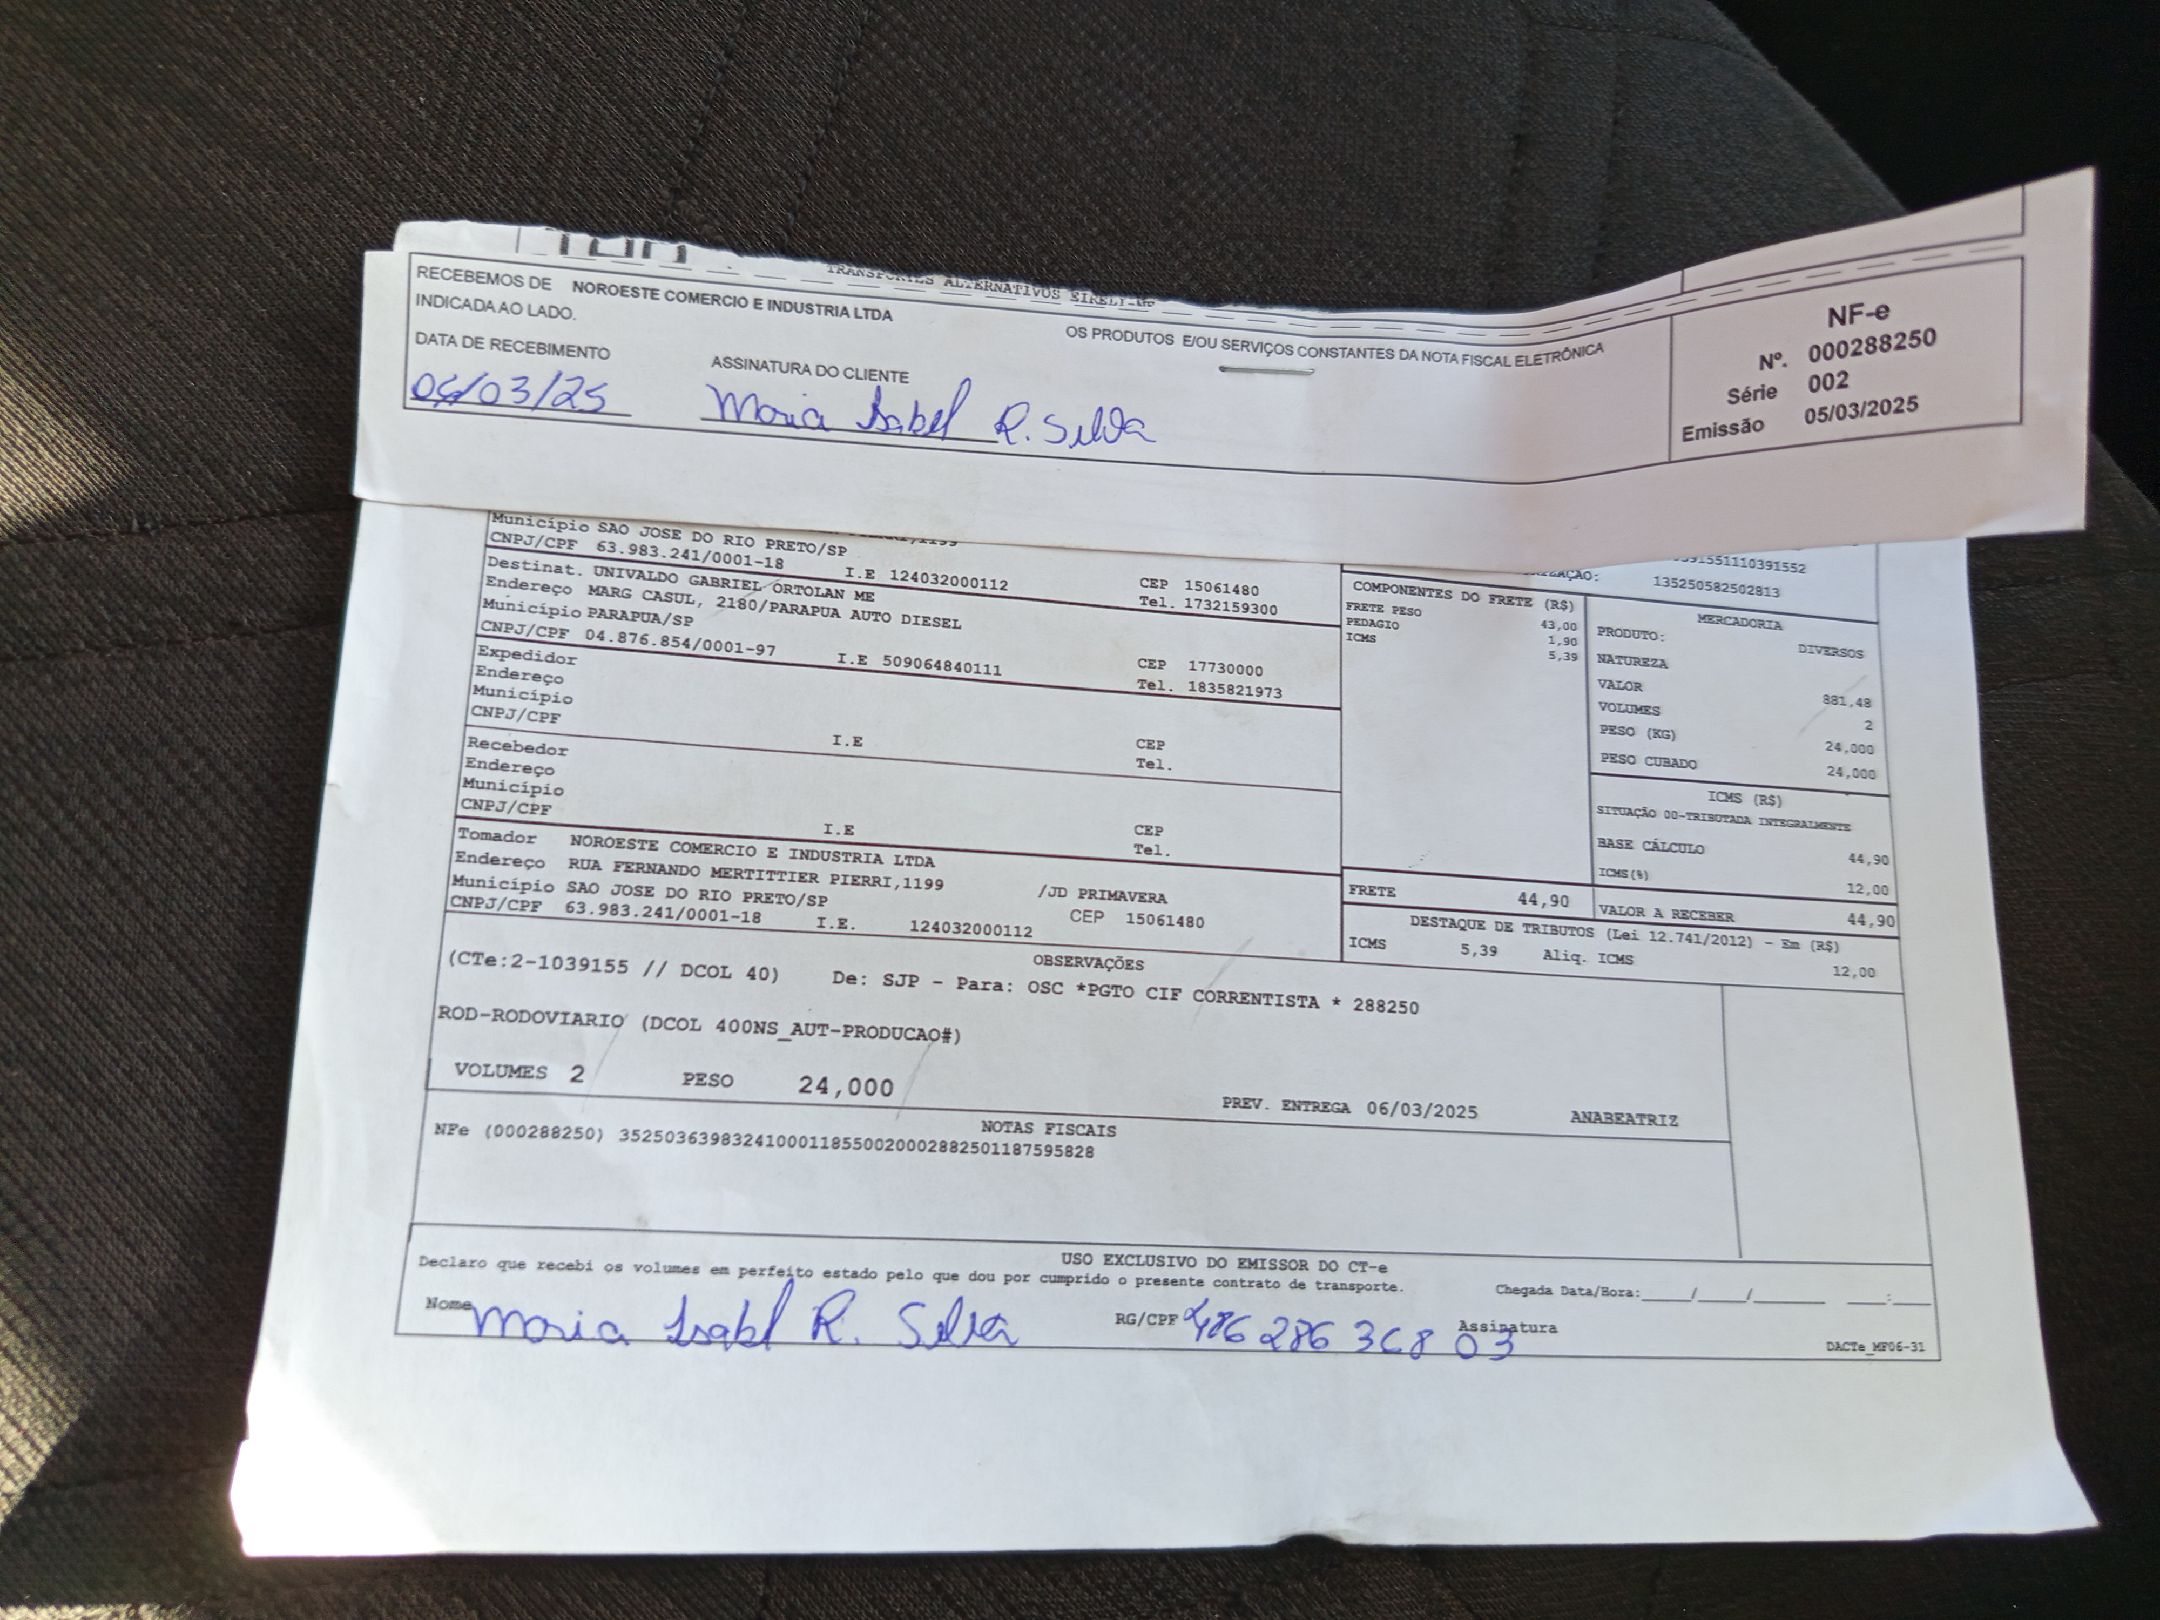 TRANSPORTES ALTERNATIVOS EIRELI-
RECEBEMOS DE NOROESTE COMERCIO E INDUSTRIA LTDA OS PRODUTOS E/OU SERVIÇOS CONSTANTES DA NOTA FISCAL ELETRÔNICA
INDICADA AO LADO.
DATA DE RECEBIMENTO ASSINATURA DO CLIENTE
06/03/25 Maria Isabel R. Silva
NF-e
Nº. 000288250
Série 002
Emissão 05/03/2025
Município SAO JOSE DO RIO PRETO/SP CEP 15061480
CNPJ/CPF 63.983.241/0001-18 I.E 124032000112 Tel. 1732159300
Destinat. UNIVALDO GABRIEL ORTOLAN ME
Endereço MARG CASUL, 2180/PARAPUA AUTO DIESEL
Município PARAPUA/SP CEP 17730000
CNPJ/CPF 04.876.854/0001-97 I.E 509064840111 Tel. 1835821973
Expedidor
Endereço
Município CEP
CNPJ/CPF I.E Tel.
Recebedor
Endereço
Município CEP
CNPJ/CPF I.E Tel.
Tomador NOROESTE COMERCIO E INDUSTRIA LTDA
Endereço RUA FERNANDO MERTITTIER PIERRI,1199 /JD PRIMAVERA
Município SAO JOSE DO RIO PRETO/SP CEP 15061480
CNPJ/CPF 63.983.241/0001-18 I.E. 124032000112
135250582502813
COMPONENTES DO FRETE (R$)
FRETE PESO 43,00
PEDAGIO 1,90
ICMS 5,39
MERCADORIA
PRODUTO: DIVERSOS
NATUREZA
VALOR 881,48
VOLUMES 2
PESO (KG) 24,000
PESO CUBADO 24,000
ICMS (R$)
SITUAÇÃO 00-TRIBUTADA INTEGRALMENTE
BASE CÁLCULO 44,90
ICMS(%) 12,00
FRETE 44,90 VALOR A RECEBER 44,90
DESTAQUE DE TRIBUTOS (Lei 12.741/2012) - Em (R$)
ICMS 5,39 Aliq. ICMS 12,00
OBSERVAÇÕES
(CTe:2-1039155 // DCOL 40) De: SJP - Para: OSC *PGTO CIF CORRENTISTA * 288250
ROD-RODOVIARIO (DCOL 400NS_AUT-PRODUCAO#)
VOLUMES 2 PESO 24,000 PREV. ENTREGA 06/03/2025 ANABEATRIZ
NOTAS FISCAIS
NFe (000288250) 35250363983241000118550020002882501187595828
USO EXCLUSIVO DO EMISSOR DO CT-e
Declaro que recebi os volumes em perfeito estado pelo que dou por cumprido o presente contrato de transporte. Chegada Data/Hora:____/____/______ ___:___
Nome Maria Isabel R. Silva RG/CPF 486 286 368 03 Assinatura
DACTe_MF06-31